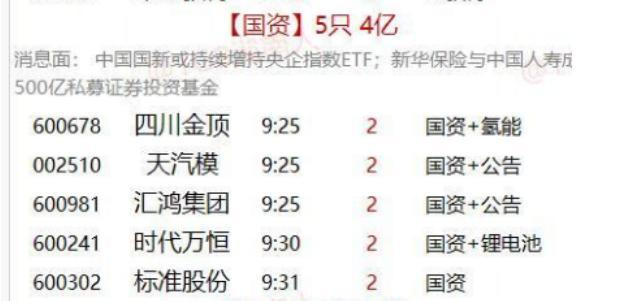 【国资】5只 4亿
消息面： 中国国新或持续增持央企指数ETF；新华保险与中国人寿成
500亿私募证券投资基金
600678 四川金顶 9:25 2 国资+氢能
002510 天汽模 9:25 2 国资+公告
600981 汇鸿集团 9:25 2 国资+公告
600241 时代万恒 9:30 2 国资+锂电池
600302 标准股份 9:31 2 国资